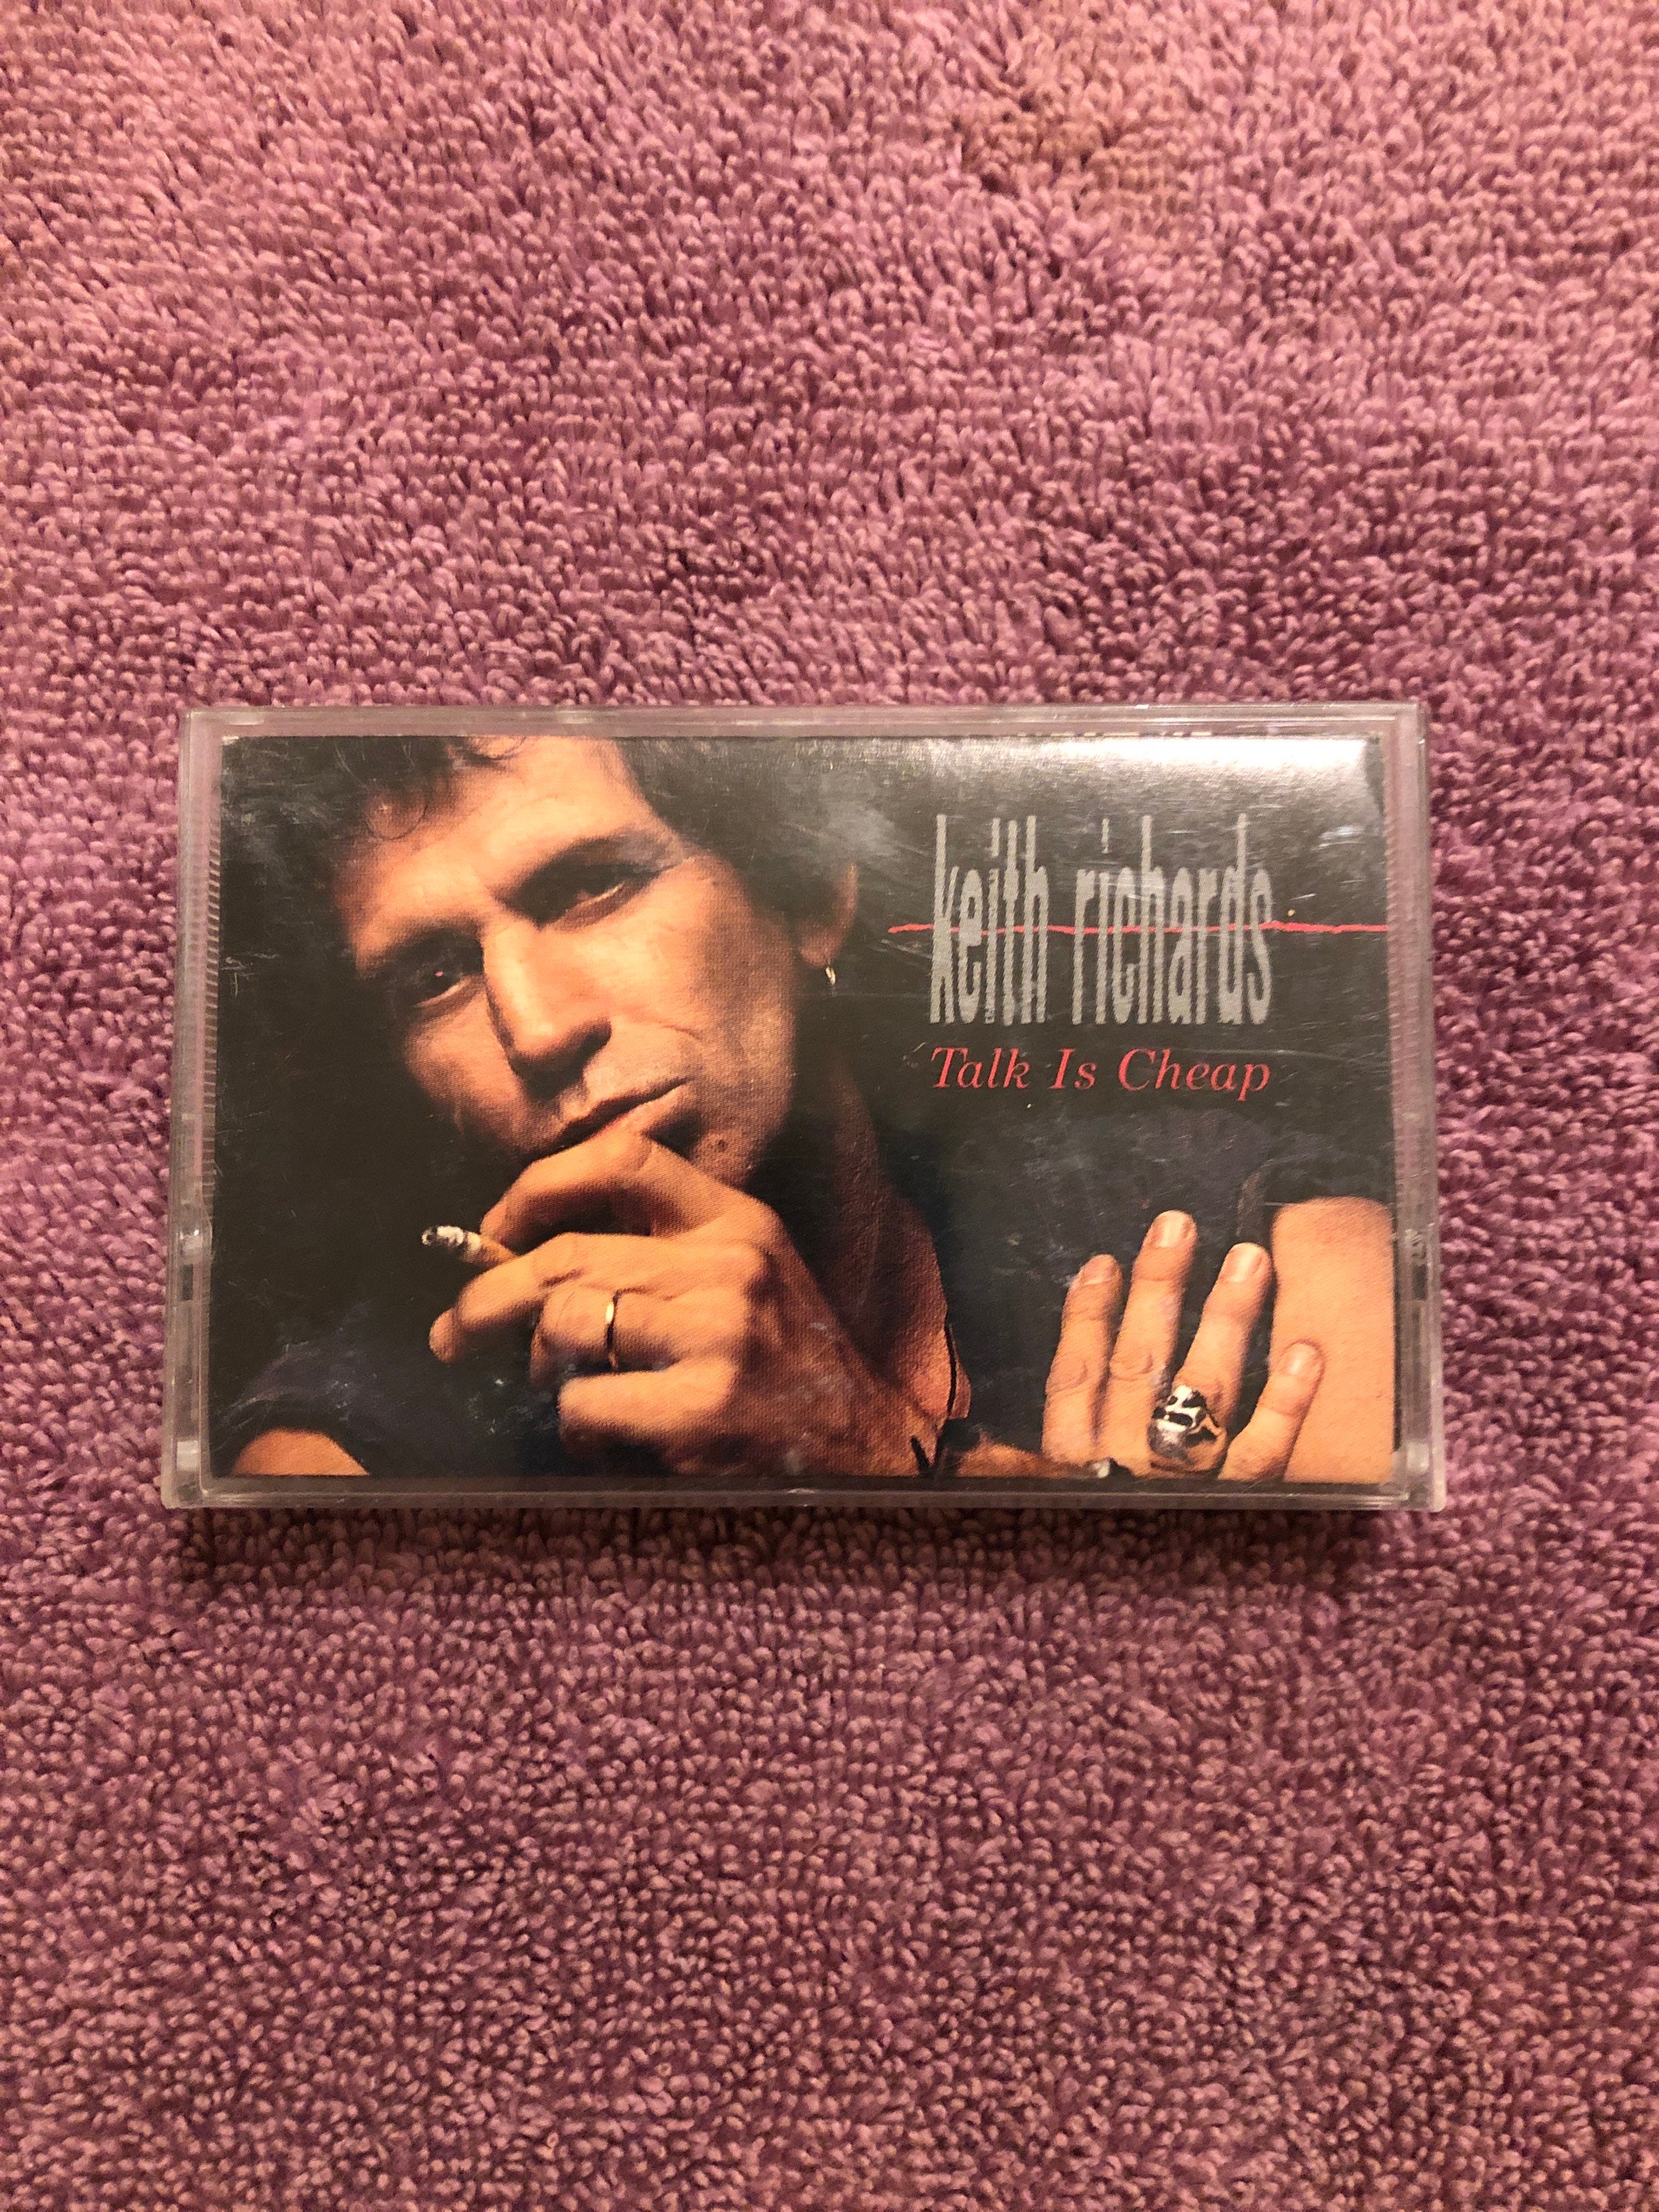 keith richards
Talk Is Cheap